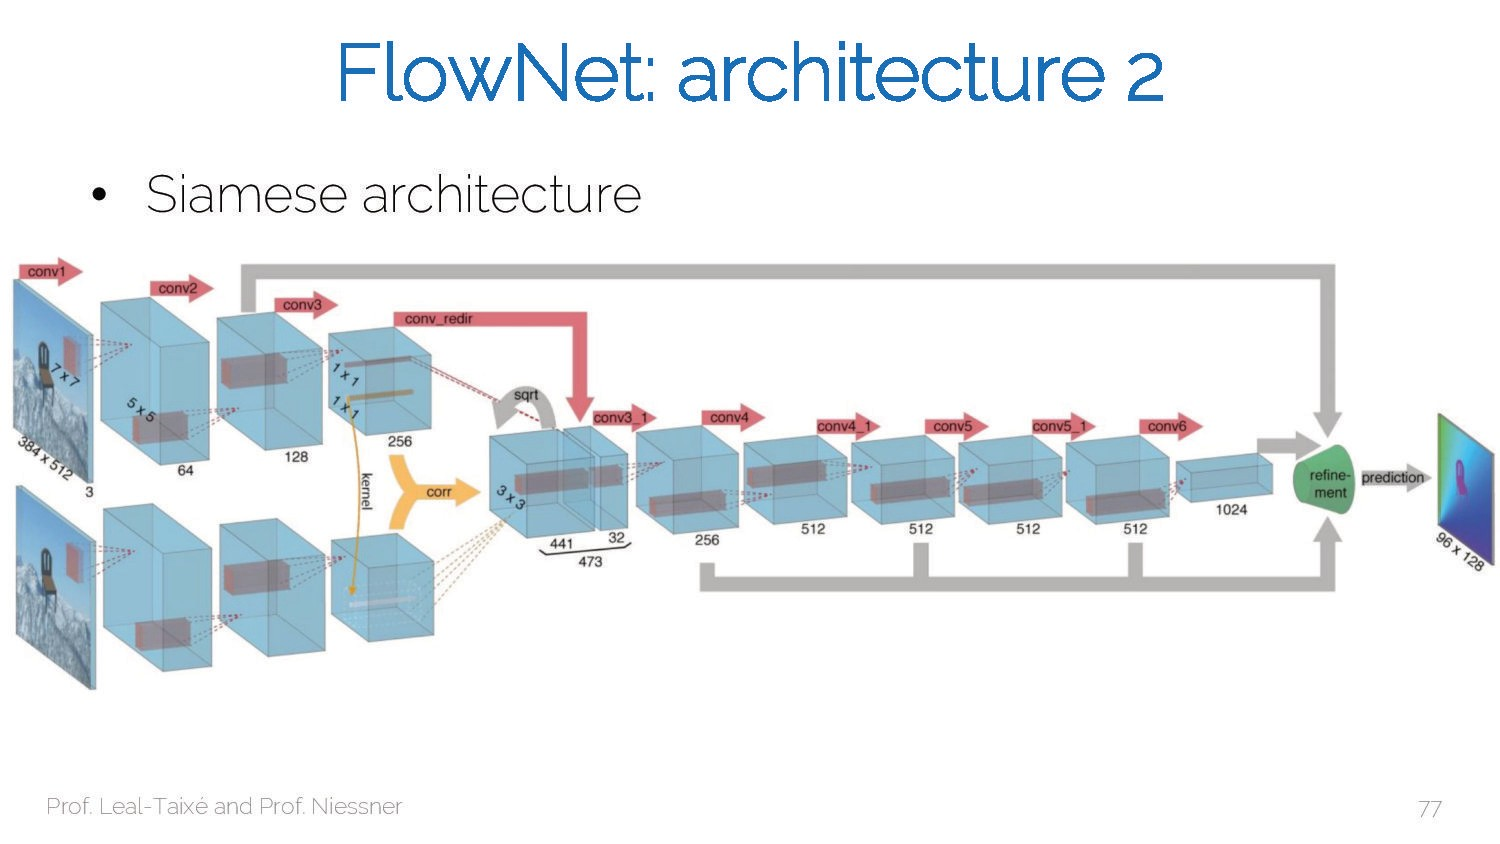 FlowNet: architecture 2
• Siamese architecture
conv1
conv2
conv3
conv_redir
7 x 7
5 x 5
1 x 1
1 x 1
384 x 512
3
64
128
256
kernel
corr
sqrt
3 x 3
441
32
473
conv3_1
conv4
conv4_1
conv5
conv5_1
conv6
256
512
512
512
512
1024
refine-
ment
prediction
96 x 128
Prof. Leal-Taixé and Prof. Niessner
77